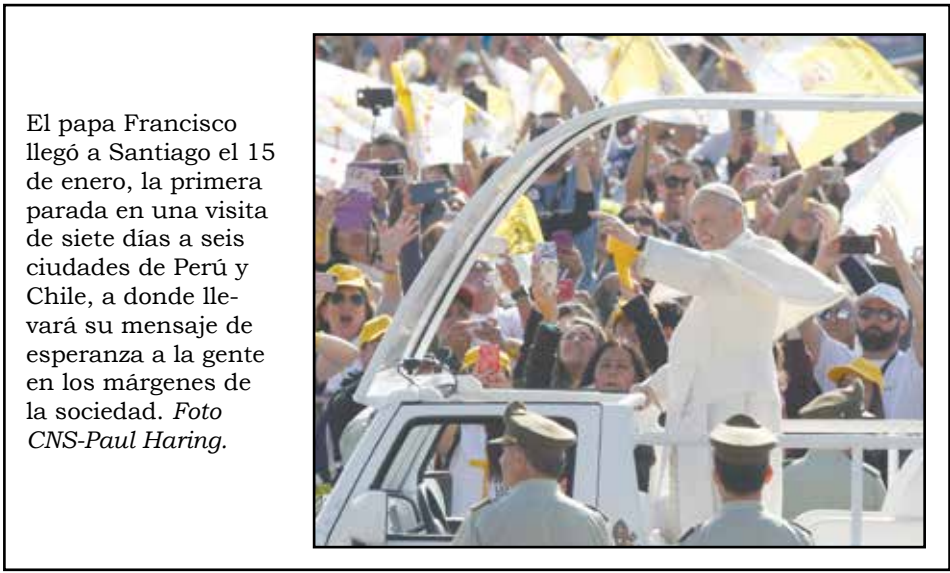 El papa Francisco
llegó a Santiago el 15
de enero, la primera
parada en una visita
de siete días a seis
ciudades de Perú y
Chile, a donde lle-
vará su mensaje de
esperanza a la gente
en los márgenes de
la sociedad. Foto
CNS-Paul Haring.